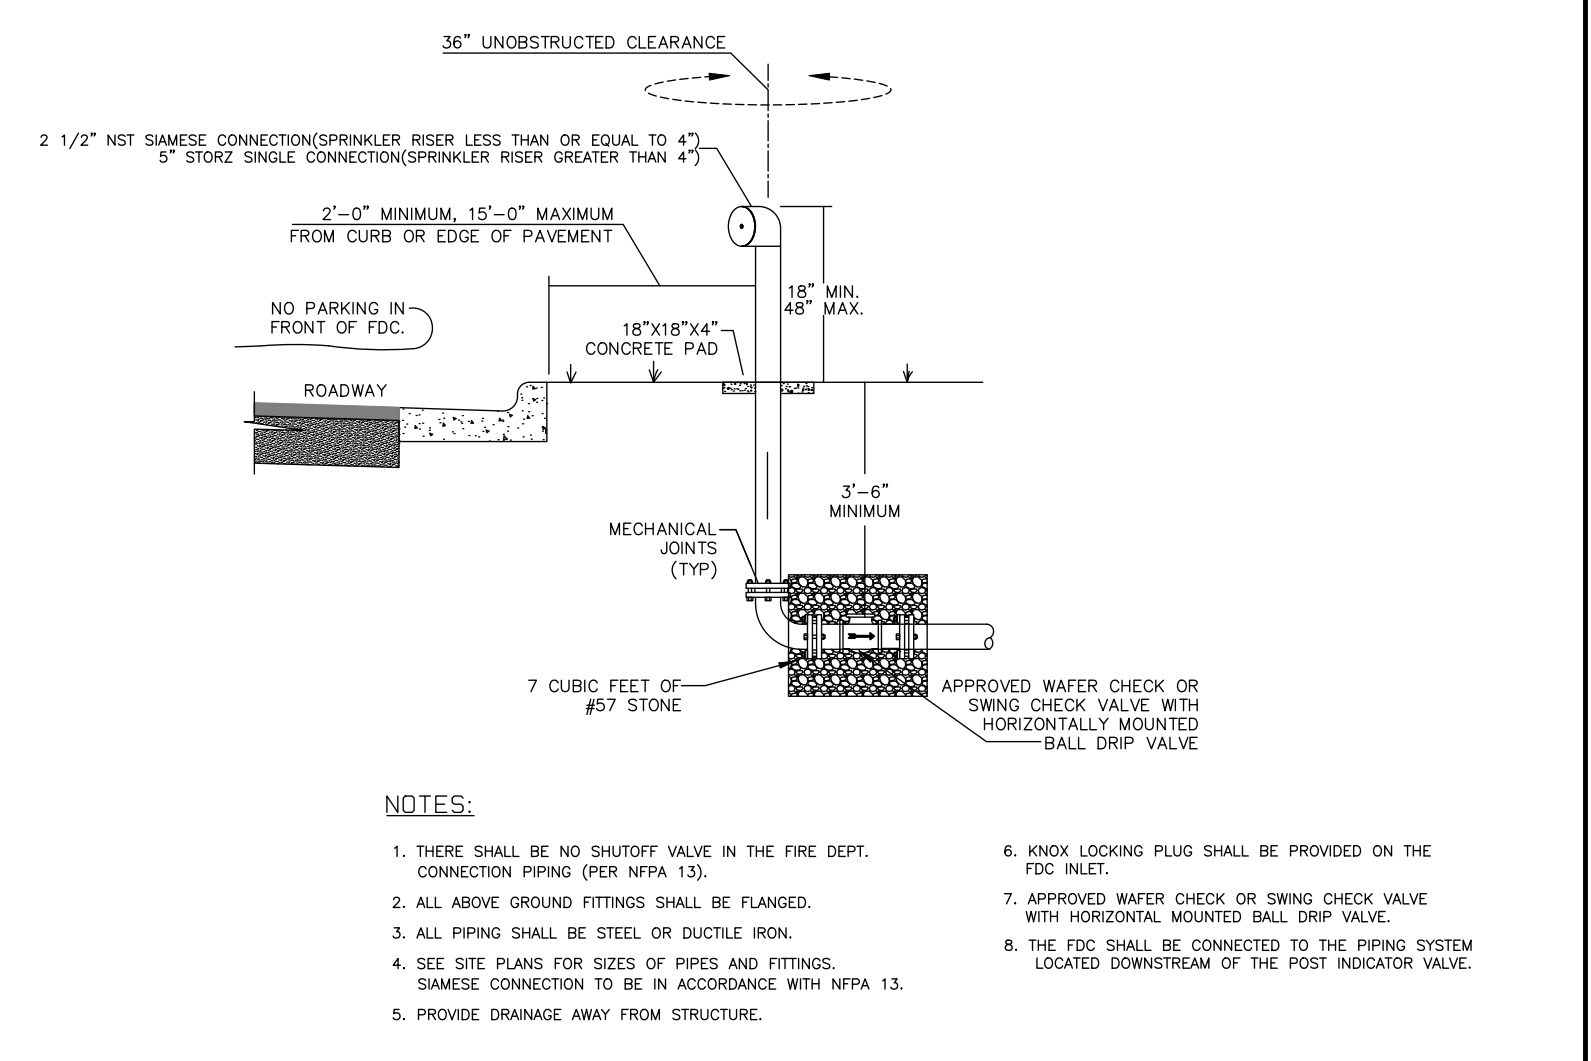 36” UNOBSTRUCTED CLEARANCE
2 1/2” NST SIAMESE CONNECTION(SPRINKLER RISER LESS THAN OR EQUAL TO 4”)
5” STORZ SINGLE CONNECTION(SPRINKLER RISER GREATER THAN 4”)
2’–0” MINIMUM, 15’–0” MAXIMUM
FROM CURB OR EDGE OF PAVEMENT
18” MIN.
48” MAX.
NO PARKING IN
FRONT OF FDC.
18”X18”X4”
CONCRETE PAD
ROADWAY
3’–6”
MINIMUM
MECHANICAL
JOINTS
(TYP)
7 CUBIC FEET OF
#57 STONE
APPROVED WAFER CHECK OR
SWING CHECK VALVE WITH
HORIZONTALLY MOUNTED
BALL DRIP VALVE
NOTES:
1. THERE SHALL BE NO SHUTOFF VALVE IN THE FIRE DEPT.
CONNECTION PIPING (PER NFPA 13).
2. ALL ABOVE GROUND FITTINGS SHALL BE FLANGED.
3. ALL PIPING SHALL BE STEEL OR DUCTILE IRON.
4. SEE SITE PLANS FOR SIZES OF PIPES AND FITTINGS.
SIAMESE CONNECTION TO BE IN ACCORDANCE WITH NFPA 13.
5. PROVIDE DRAINAGE AWAY FROM STRUCTURE.
6. KNOX LOCKING PLUG SHALL BE PROVIDED ON THE
FDC INLET.
7. APPROVED WAFER CHECK OR SWING CHECK VALVE
WITH HORIZONTAL MOUNTED BALL DRIP VALVE.
8. THE FDC SHALL BE CONNECTED TO THE PIPING SYSTEM
LOCATED DOWNSTREAM OF THE POST INDICATOR VALVE.